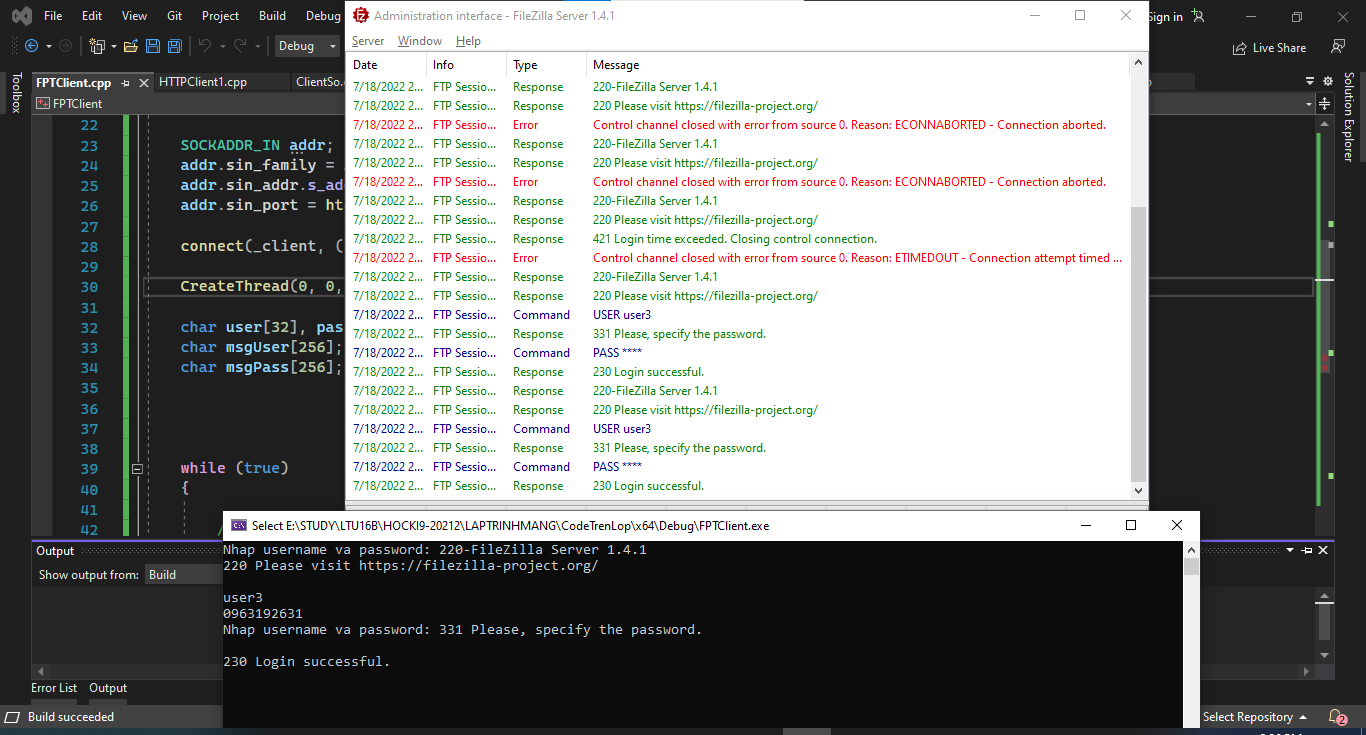 File Edit View Git Project Build Debug
Sign in
Debug
Live Share
Toolbox
FPTClient.cpp
HTTPClient1.cpp
ClientSo.
FPTClient
Solution Explorer
22
23 SOCKADDR_IN addr;
24 addr.sin_family =
25 addr.sin_addr.s_ad
26 addr.sin_port = ht
27
28 connect(_client, (
29
30 CreateThread(0, 0,
31
32 char user[32], pas
33 char msgUser[256];
34 char msgPass[256];
35
36
37
38
39 while (true)
40 {
41
42 /
Administration interface - FileZilla Server 1.4.1
Server Window Help
Date Info Type Message
7/18/2022 2... FTP Sessio... Response 220-FileZilla Server 1.4.1
7/18/2022 2... FTP Sessio... Response 220 Please visit https://filezilla-project.org/
7/18/2022 2... FTP Sessio... Error Control channel closed with error from source 0. Reason: ECONNABORTED - Connection aborted.
7/18/2022 2... FTP Sessio... Response 220-FileZilla Server 1.4.1
7/18/2022 2... FTP Sessio... Response 220 Please visit https://filezilla-project.org/
7/18/2022 2... FTP Sessio... Error Control channel closed with error from source 0. Reason: ECONNABORTED - Connection aborted.
7/18/2022 2... FTP Sessio... Response 220-FileZilla Server 1.4.1
7/18/2022 2... FTP Sessio... Response 220 Please visit https://filezilla-project.org/
7/18/2022 2... FTP Sessio... Response 421 Login time exceeded. Closing control connection.
7/18/2022 2... FTP Sessio... Error Control channel closed with error from source 0. Reason: ETIMEDOUT - Connection attempt timed ...
7/18/2022 2... FTP Sessio... Response 220-FileZilla Server 1.4.1
7/18/2022 2... FTP Sessio... Response 220 Please visit https://filezilla-project.org/
7/18/2022 2... FTP Sessio... Command USER user3
7/18/2022 2... FTP Sessio... Response 331 Please, specify the password.
7/18/2022 2... FTP Sessio... Command PASS ****
7/18/2022 2... FTP Sessio... Response 230 Login successful.
7/18/2022 2... FTP Sessio... Response 220-FileZilla Server 1.4.1
7/18/2022 2... FTP Sessio... Response 220 Please visit https://filezilla-project.org/
7/18/2022 2... FTP Sessio... Command USER user3
7/18/2022 2... FTP Sessio... Response 331 Please, specify the password.
7/18/2022 2... FTP Sessio... Command PASS ****
7/18/2022 2... FTP Sessio... Response 230 Login successful.
Select E:\STUDY\LTU16B\HOCKI9-20212\LAPTRINHMANG\CodeTrenLop\x64\Debug\FPTClient.exe
Nhap username va password: 220-FileZilla Server 1.4.1
220 Please visit https://filezilla-project.org/
user3
0963192631
Nhap username va password: 331 Please, specify the password.
230 Login successful.
Output
Show output from: Build
Error List Output
Build succeeded
Select Repository
2